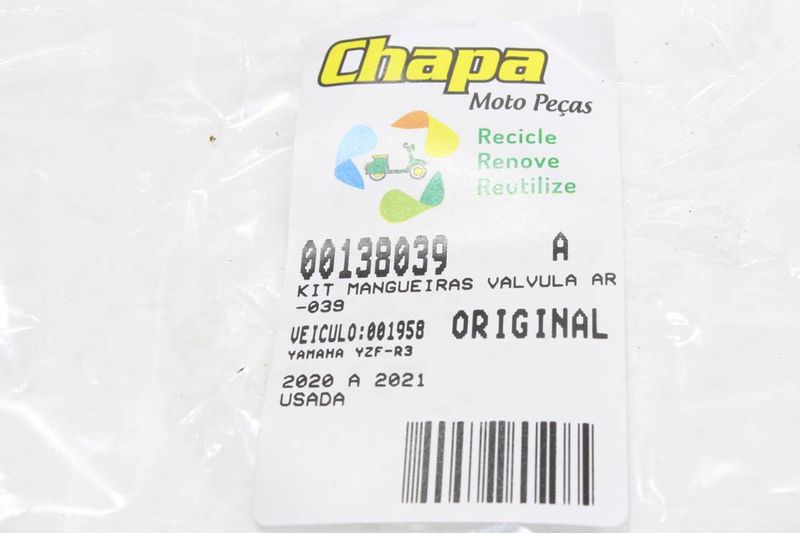 Chapa
Moto Peças
Recicle
Renove
Reutilize
00138039 A
KIT MANGUEIRAS VALVULA AR
-039
VEICULO:001958 ORIGINAL
YAMAHA YZF-R3
2020 A 2021
USADA